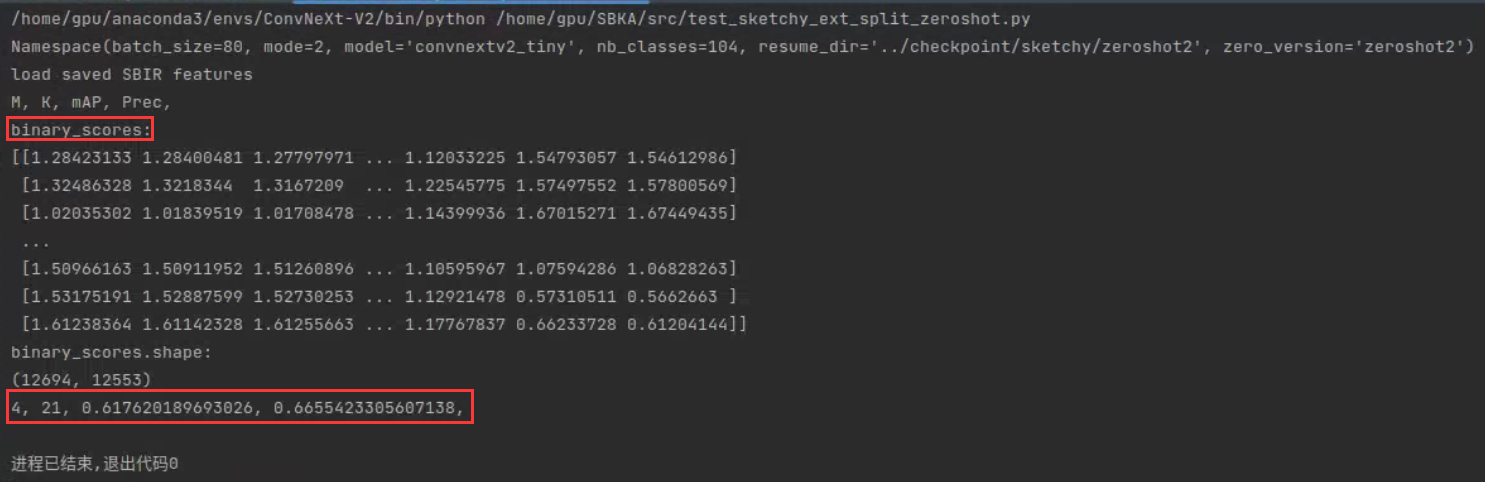 /home/gpu/anaconda3/envs/ConvNeXt-V2/bin/python /home/gpu/SBKA/src/test_sketchy_ext_split_zeroshot.py
Namespace(batch_size=80, mode=2, model='convnextv2_tiny', nb_classes=104, resume_dir='../checkpoint/sketchy/zeroshot2', zero_version='zeroshot2')
load saved SBIR features
M, K, mAP, Prec,
binary_scores:
[[1.28423133 1.28400481 1.27797971 ... 1.12033225 1.54793057 1.54612986]
 [1.32486328 1.3218344  1.3167209  ... 1.22545775 1.57497552 1.57800569]
 [1.02035302 1.01839519 1.01708478 ... 1.14399936 1.67015271 1.67449435]
 ...
 [1.50966163 1.50911952 1.51260896 ... 1.10595967 1.07594286 1.06828263]
 [1.53175191 1.52887599 1.52730253 ... 1.12921478 0.57310511 0.5662663 ]
 [1.61238364 1.61142328 1.61255663 ... 1.17767837 0.66233728 0.61204144]]
binary_scores.shape:
(12694, 12553)
4, 21, 0.617620189693026, 0.6655423305607138,
进程已结束,退出代码0